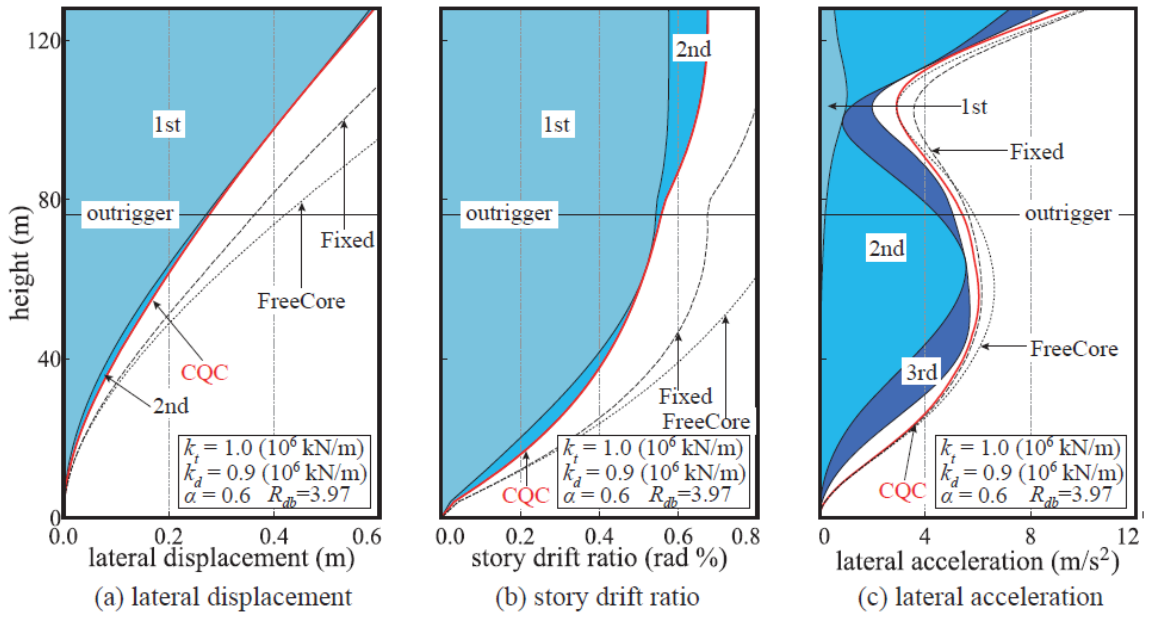 120
80
40
0
height (m)
1st
outrigger
Fixed
FreeCore
CQC
2nd
k_t = 1.0 (10^6 kN/m)
k_d = 0.9 (10^6 kN/m)
α = 0.6 R_db=3.97
0.0 0.2 0.4 0.6
lateral displacement (m)
(a) lateral displacement
2nd
1st
outrigger
Fixed
FreeCore
CQC
k_t = 1.0 (10^6 kN/m)
k_d = 0.9 (10^6 kN/m)
α = 0.6 R_db=3.97
0.0 0.2 0.4 0.6 0.8
story drift ratio (rad %)
(b) story drift ratio
1st
Fixed
outrigger
2nd
FreeCore
3rd
CQC
k_t = 1.0 (10^6 kN/m)
k_d = 0.9 (10^6 kN/m)
α = 0.6 R_db=3.97
0 4 8 12
lateral acceleration (m/s²)
(c) lateral acceleration